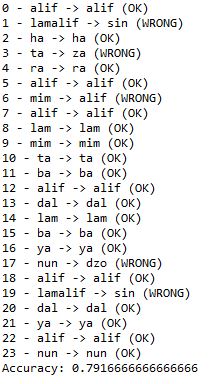 0 - alif -> alif (OK)
1 - lamalif -> sin (WRONG)
2 - ha -> ha (OK)
3 - ta -> za (WRONG)
4 - ra -> ra (OK)
5 - alif -> alif (OK)
6 - mim -> alif (WRONG)
7 - alif -> alif (OK)
8 - lam -> lam (OK)
9 - mim -> mim (OK)
10 - ta -> ta (OK)
11 - ba -> ba (OK)
12 - alif -> alif (OK)
13 - dal -> dal (OK)
14 - lam -> lam (OK)
15 - ba -> ba (OK)
16 - ya -> ya (OK)
17 - nun -> dzo (WRONG)
18 - alif -> alif (OK)
19 - lamalif -> sin (WRONG)
20 - dal -> dal (OK)
21 - ya -> ya (OK)
22 - alif -> alif (OK)
23 - nun -> nun (OK)
Accuracy: 0.7916666666666666